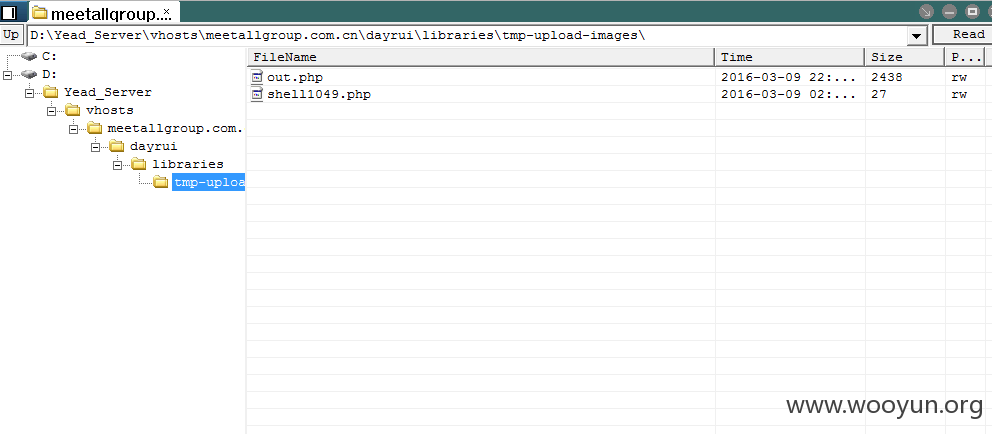 meetallgroup....
Up D:\Yead_Server\vhosts\meetallgroup.com.cn\dayrui\libraries\tmp-upload-images\ Read
C:
D:
Yead_Server
vhosts
meetallgroup.com.
dayrui
libraries
tmp-uploa
FileName Time Size P...
out.php 2016-03-09 22:... 2438 rw
shell1049.php 2016-03-09 02:... 27 rw
www.wooyun.org